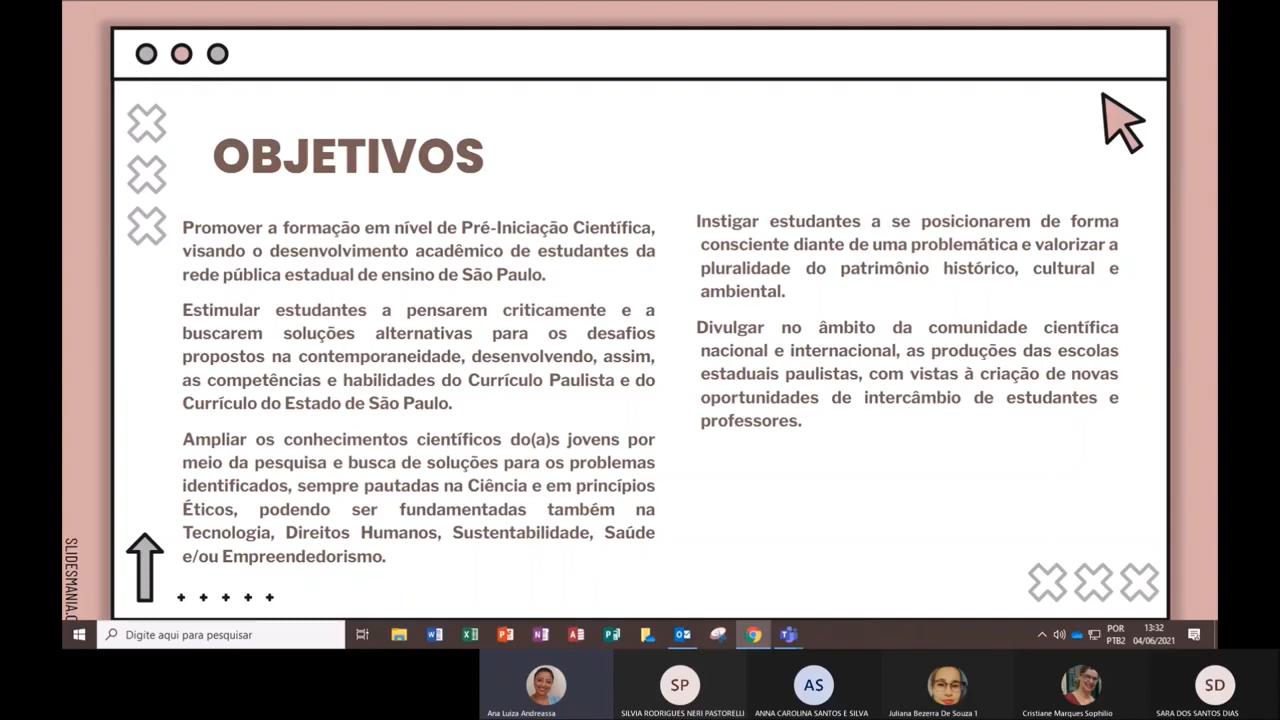 OBJETIVOS
Promover a formação em nível de Pré-Iniciação Científica,
visando o desenvolvimento acadêmico de estudantes da
rede pública estadual de ensino de São Paulo.
Estimular estudantes a pensarem criticamente e a
buscarem soluções alternativas para os desafios
propostos na contemporaneidade, desenvolvendo, assim,
as competências e habilidades do Currículo Paulista e do
Currículo do Estado de São Paulo.
Ampliar os conhecimentos científicos do(a)s jovens por
meio da pesquisa e busca de soluções para os problemas
identificados, sempre pautadas na Ciência e em princípios
Éticos, podendo ser fundamentadas também na
Tecnologia, Direitos Humanos, Sustentabilidade, Saúde
e/ou Empreendedorismo.
Instigar estudantes a se posicionarem de forma
consciente diante de uma problemática e valorizar a
pluralidade do patrimônio histórico, cultural e
ambiental.
Divulgar no âmbito da comunidade científica
nacional e internacional, as produções das escolas
estaduais paulistas, com vistas à criação de novas
oportunidades de intercâmbio de estudantes e
professores.
SLIDESMANIA.C
Digite aqui para pesquisar
POR
PTB2
13:32
04/06/2021
SP
AS
SD
Ana Luiza Andreassa
SILVIA RODRIGUES NERI PASTORELLI
ANNA CAROLINA SANTOS E SILVA
Juliana Bezerra De Souza 1
Cristiane Marques Sophilio
SARA DOS SANTOS DIAS